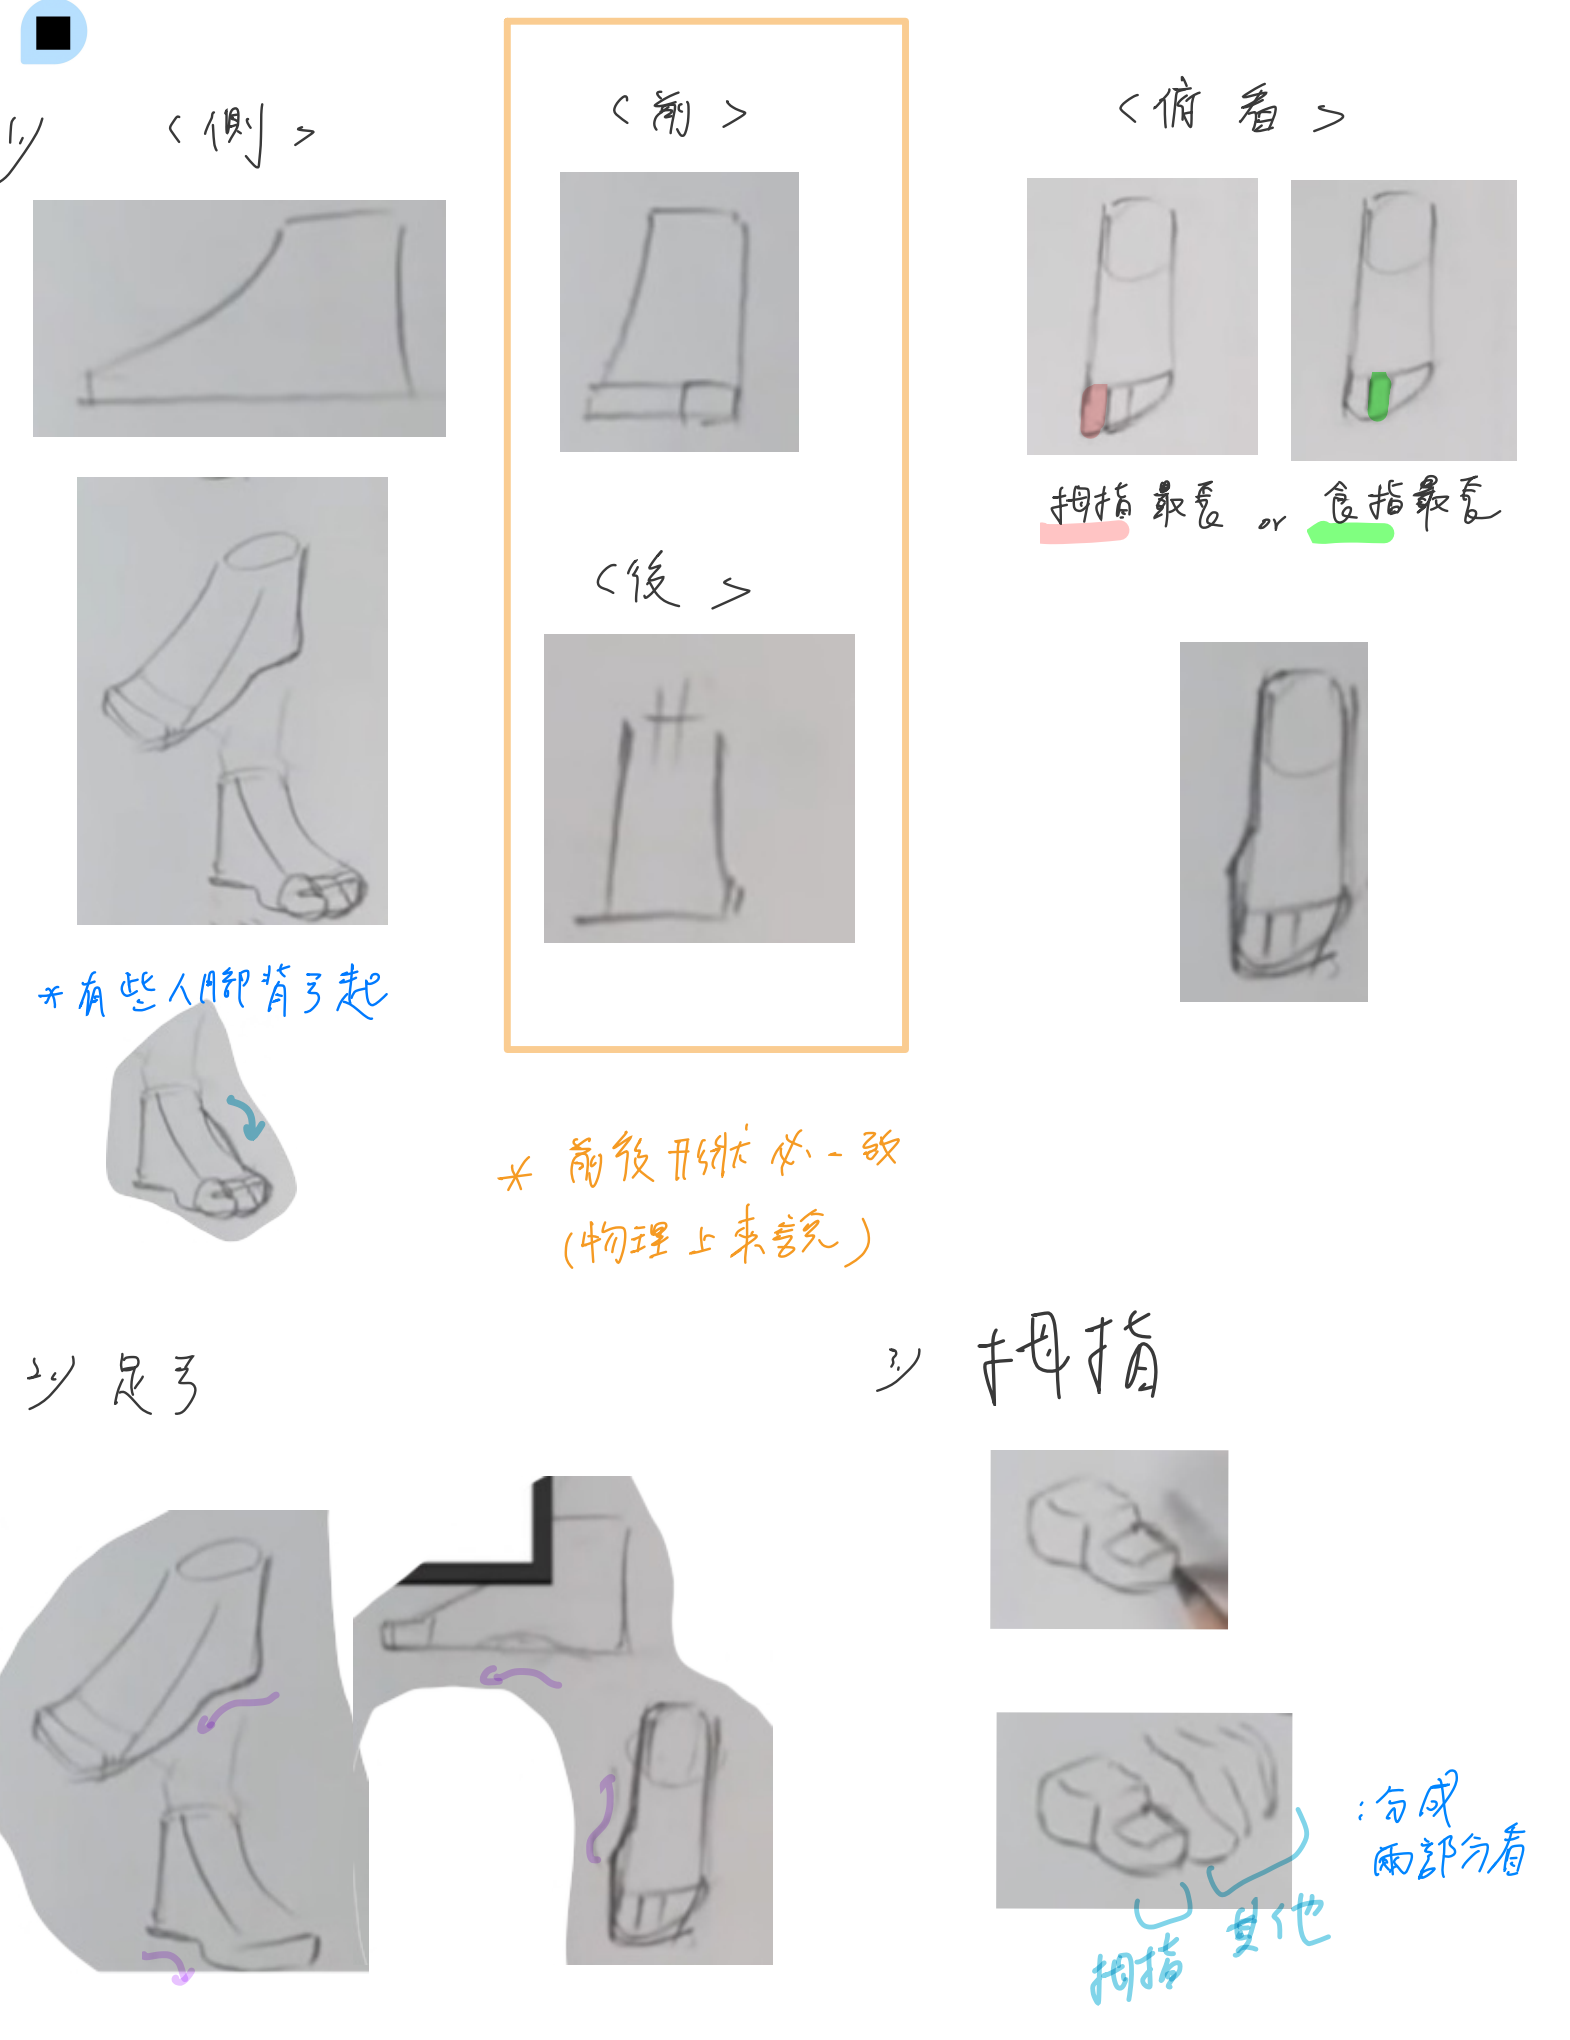 1.)
<側>
<前>
<俯看>
拇指最長 or 食指最長
<後>
*有些人腳背弓起
* 前後形狀必一致
(物理上來說)
2.) 足弓
3.) 拇指
:分成
兩部分看
拇指 其他